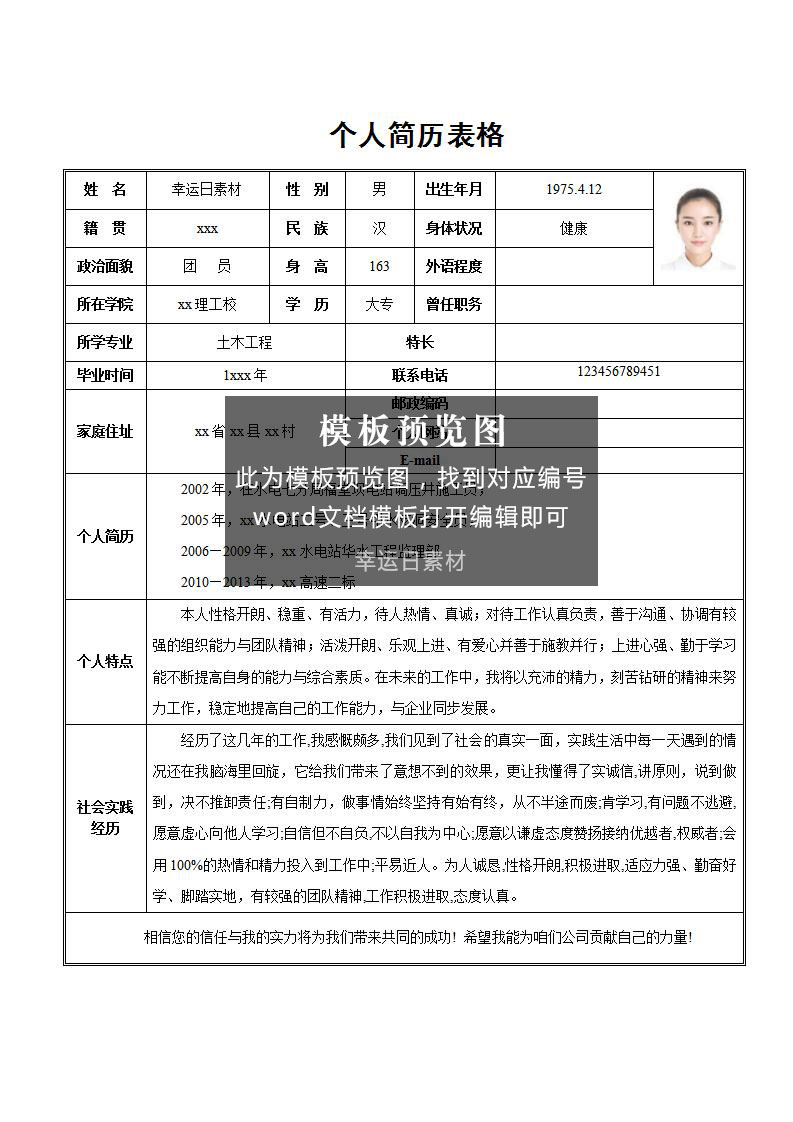 个人简历表格
姓 名 幸运日素材 性 别 男 出生年月 1975.4.12
籍 贯 xxx 民 族 汉 身体状况 健康
政治面貌 团 员 身 高 163 外语程度
所在学院 xx理工校 学 历 大专 曾任职务
所学专业 土木工程 特长
毕业时间 1xxx年 联系电话 123456789451
邮政编码
家庭住址 xx省xx县xx村
E-mail
模板预览图
此为模板预览图，找到对应编号
word文档模板打开编辑即可
幸运日素材
个人简历
2002年，在水电七分局福堂坝电站调压井施工员；
2005年，xx
2006—2009年，xx水电站华水工程监理部
2010—2013年，xx高速二标
个人特点
本人性格开朗、稳重、有活力，待人热情、真诚；对待工作认真负责，善于沟通、协调有较
强的组织能力与团队精神；活泼开朗、乐观上进、有爱心并善于施教并行；上进心强、勤于学习
能不断提高自身的能力与综合素质。在未来的工作中，我将以充沛的精力，刻苦钻研的精神来努
力工作，稳定地提高自己的工作能力，与企业同步发展。
社会实践
经历
经历了这几年的工作,我感慨颇多,我们见到了社会的真实一面，实践生活中每一天遇到的情
况还在我脑海里回旋，它给我们带来了意想不到的效果，更让我懂得了实诚信,讲原则，说到做
到，决不推卸责任;有自制力，做事情始终坚持有始有终，从不半途而废;肯学习,有问题不逃避,
愿意虚心向他人学习;自信但不自负,不以自我为中心;愿意以谦虚态度赞扬接纳优越者,权威者;会
用100%的热情和精力投入到工作中;平易近人。为人诚恳,性格开朗,积极进取,适应力强、勤奋好
学、脚踏实地，有较强的团队精神,工作积极进取,态度认真。
相信您的信任与我的实力将为我们带来共同的成功！希望我能为咱们公司贡献自己的力量!